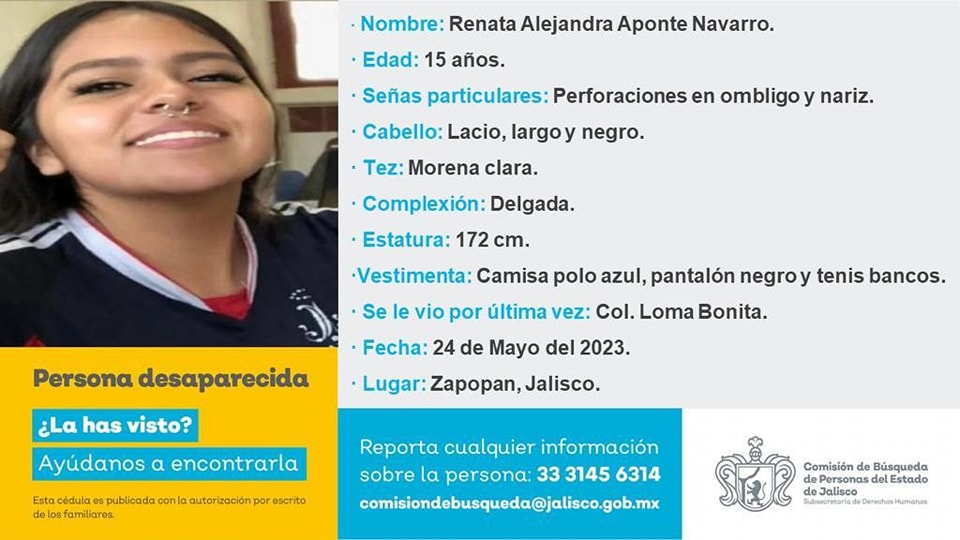 · Nombre: Renata Alejandra Aponte Navarro.
· Edad: 15 años.
· Señas particulares: Perforaciones en ombligo y nariz.
· Cabello: Lacio, largo y negro.
· Tez: Morena clara.
· Complexión: Delgada.
· Estatura: 172 cm.
·Vestimenta: Camisa polo azul, pantalón negro y tenis bancos.
· Se le vio por última vez: Col. Loma Bonita.
· Fecha: 24 de Mayo del 2023.
· Lugar: Zapopan, Jalisco.
Persona desaparecida
¿La has visto?
Ayúdanos a encontrarla
Esta cédula es publicada con la autorización por escrito
de los familiares.
Reporta cualquier información
sobre la persona: 33 3145 6314
comisiondebusqueda@jalisco.gob.mx
Comisión de Búsqueda
de Personas del Estado
de Jalisco
Subsecretaría de Derechos Humanos